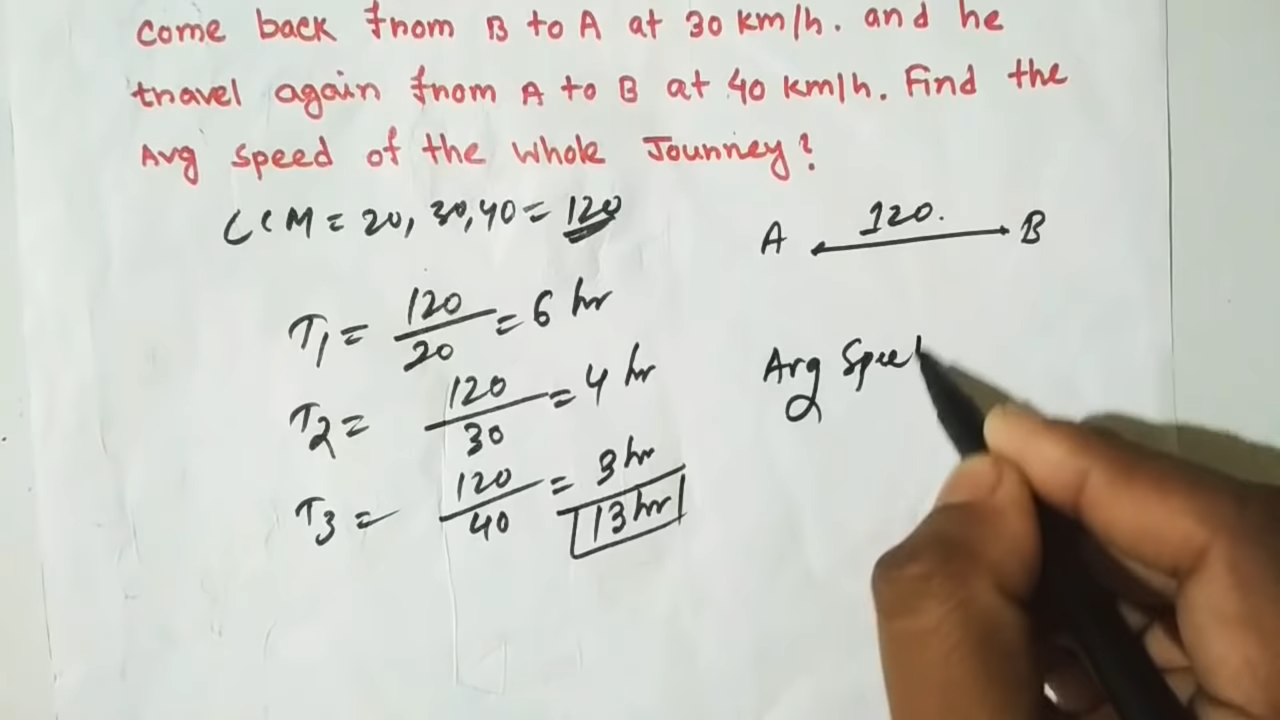 come back from B to A at 30 km/h. and he
travel again from A to B at 40 km/h. Find the
Avg speed of the whole Journey?
LCM = 20, 30, 40 = 120
A 120. B
T1 = 120/20 = 6 hr
T2 = 120/30 = 4 hr
T3 = 120/40 = 3 hr
13 hr
Avg Speed